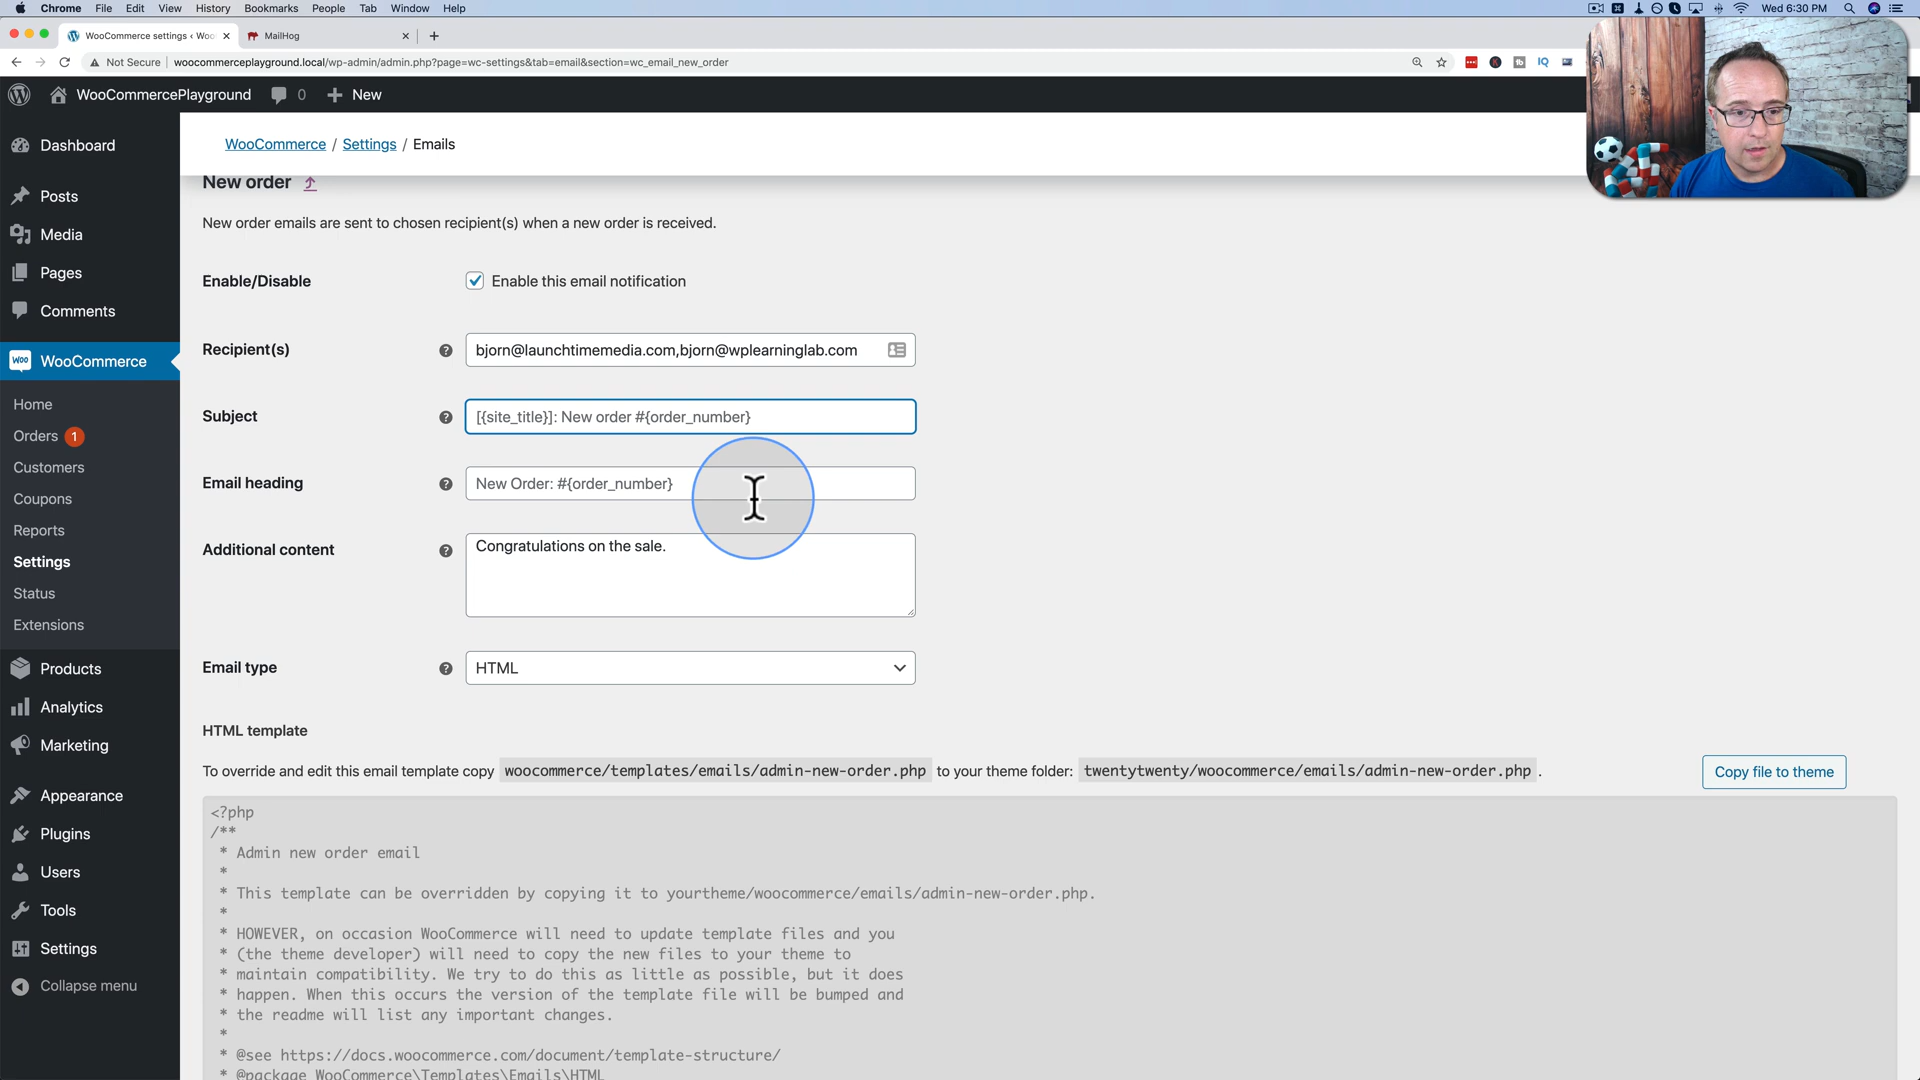 Chrome File Edit View History Bookmarks People Tab Window Help Wed 6:30 PM
WooCommerce settings ‹ Woo MailHog
Not Secure woocommerceplayground.local/wp-admin/admin.php?page=wc-settings&tab=email&section=wc_email_new_order IQ
WooCommercePlayground 0 New
WooCommerce / Settings / Emails
Dashboard
Posts
Media
Pages
Comments
WooCommerce
Home
Orders 1
Customers
Coupons
Reports
Settings
Status
Extensions
Products
Analytics
Marketing
Appearance
Plugins
Users
Tools
Settings
Collapse menu
New order
New order emails are sent to chosen recipient(s) when a new order is received.
Enable/Disable Enable this email notification
Recipient(s) bjorn@launchtimemedia.com,bjorn@wplearninglab.com
Subject [{site_title}]: New order #{order_number}
Email heading New Order: #{order_number}
Additional content Congratulations on the sale.
Email type HTML
HTML template
To override and edit this email template copy woocommerce/templates/emails/admin-new-order.php to your theme folder: twentytwenty/woocommerce/emails/admin-new-order.php . Copy file to theme
<?php
/**
* Admin new order email
*
* This template can be overridden by copying it to yourtheme/woocommerce/emails/admin-new-order.php.
*
* HOWEVER, on occasion WooCommerce will need to update template files and you
* (the theme developer) will need to copy the new files to your theme to
* maintain compatibility. We try to do this as little as possible, but it does
* happen. When this occurs the version of the template file will be bumped and
* the readme will list any important changes.
*
* @see https://docs.woocommerce.com/document/template-structure/
* @package WooCommerce\Templates\Emails\HTML